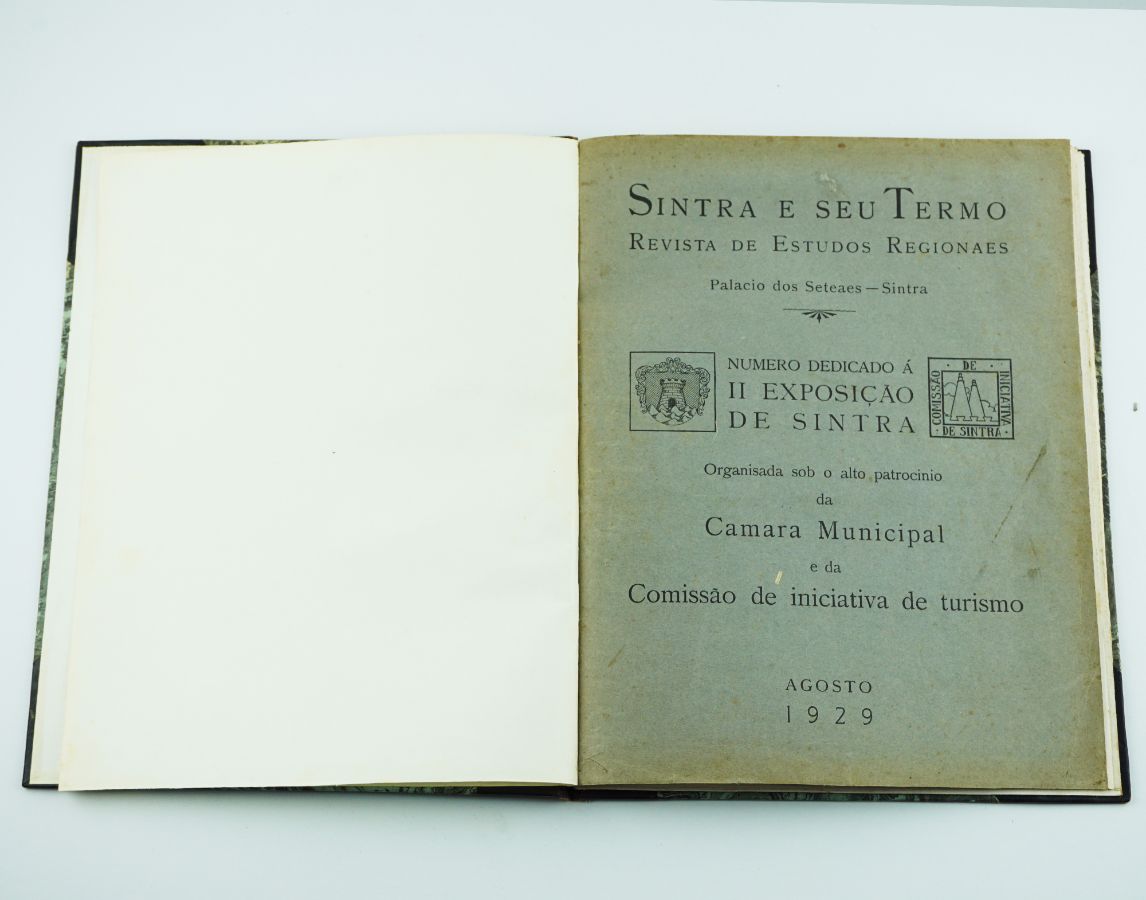 SINTRA E SEU TERMO
REVISTA DE ESTUDOS REGIONAES
Palacio dos Seteaes — Sintra
NUMERO DEDICADO Á
II EXPOSIÇÃO
DE SINTRA
COMISSÃO · DE · INICIATIVA
· DE SINTRA ·
Organisada sob o alto patrocinio
da
Camara Municipal
e da
Comissão de iniciativa de turismo
AGOSTO
1929